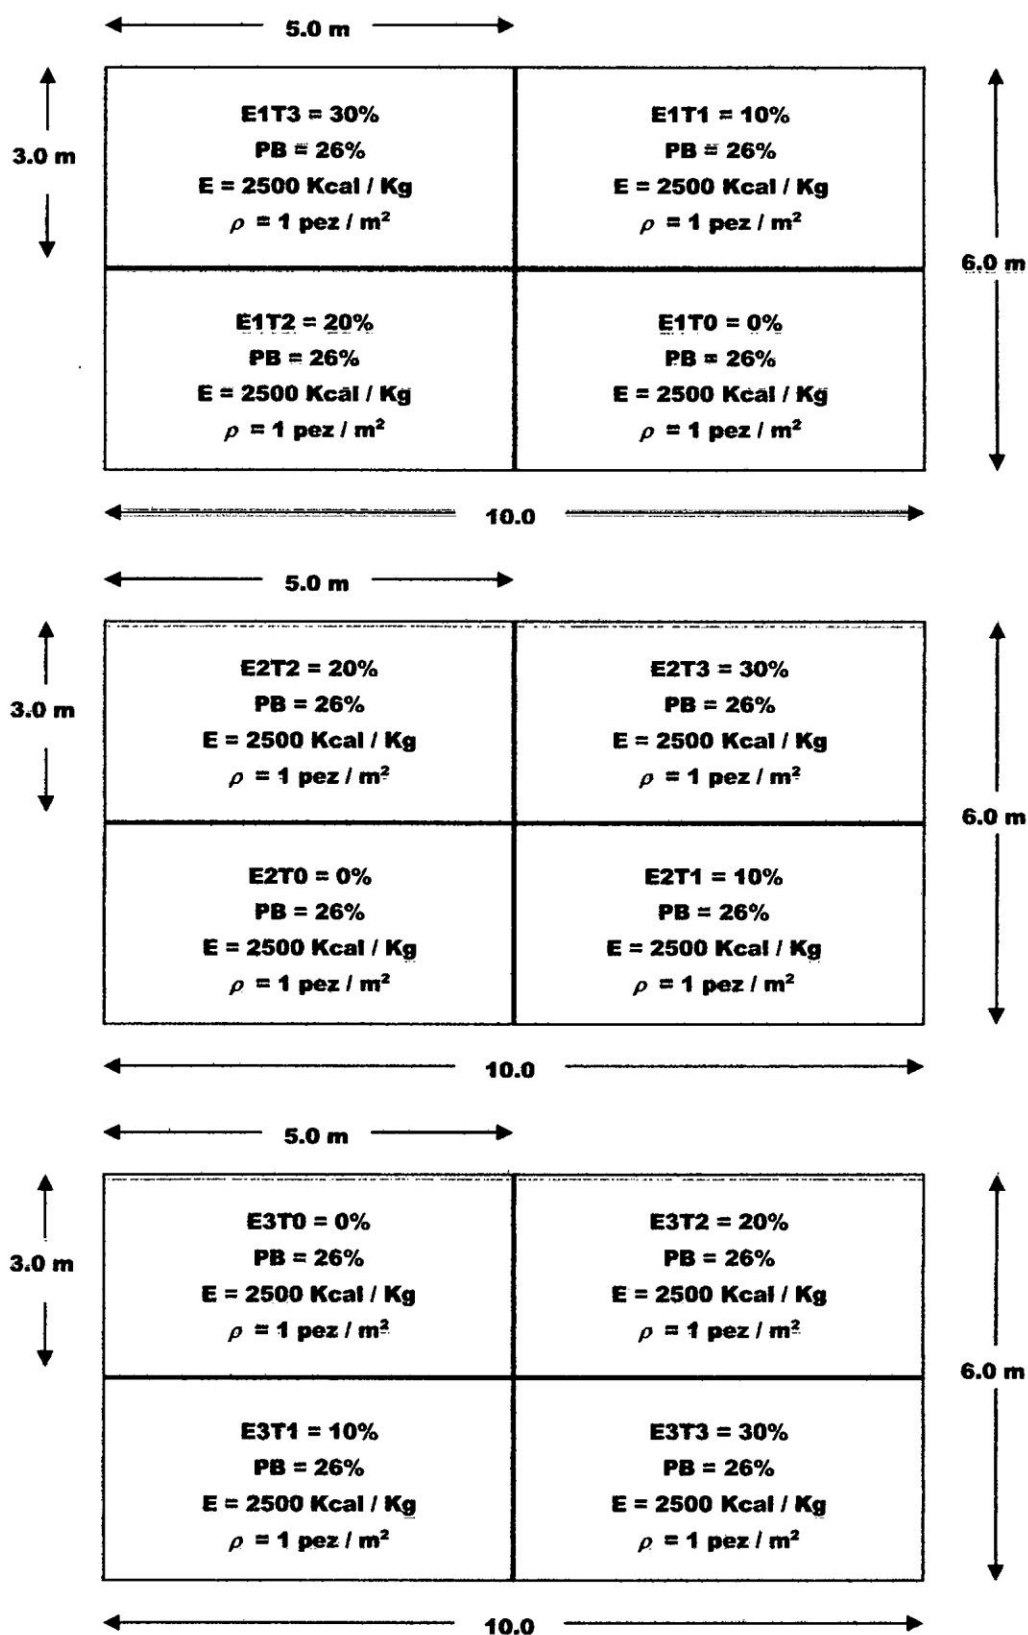 5.0 m
3.0 m
E1T3 = 30%
PB = 26%
E = 2500 Kcal / Kg
ρ = 1 pez / m²
E1T1 = 10%
PB = 26%
E = 2500 Kcal / Kg
ρ = 1 pez / m²
6.0 m
E1T2 = 20%
PB = 26%
E = 2500 Kcal / Kg
ρ = 1 pez / m²
E1T0 = 0%
PB = 26%
E = 2500 Kcal / Kg
ρ = 1 pez / m²
10.0
5.0 m
3.0 m
E2T2 = 20%
PB = 26%
E = 2500 Kcal / Kg
ρ = 1 pez / m²
E2T3 = 30%
PB = 26%
E = 2500 Kcal / Kg
ρ = 1 pez / m²
6.0 m
E2T0 = 0%
PB = 26%
E = 2500 Kcal / Kg
ρ = 1 pez / m²
E2T1 = 10%
PB = 26%
E = 2500 Kcal / Kg
ρ = 1 pez / m²
10.0
5.0 m
3.0 m
E3T0 = 0%
PB = 26%
E = 2500 Kcal / Kg
ρ = 1 pez / m²
E3T2 = 20%
PB = 26%
E = 2500 Kcal / Kg
ρ = 1 pez / m²
6.0 m
E3T1 = 10%
PB = 26%
E = 2500 Kcal / Kg
ρ = 1 pez / m²
E3T3 = 30%
PB = 26%
E = 2500 Kcal / Kg
ρ = 1 pez / m²
10.0